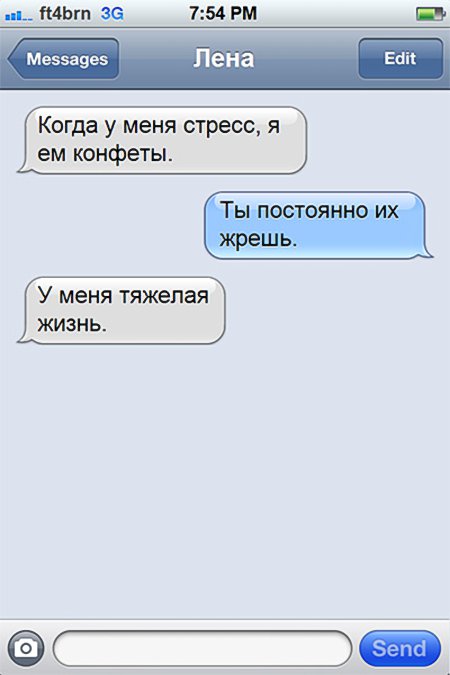 ft4brn 3G 7:54 PM
Messages Лена Edit
Когда у меня стресс, я
ем конфеты.
Ты постоянно их
жрешь.
У меня тяжелая
жизнь.
Send